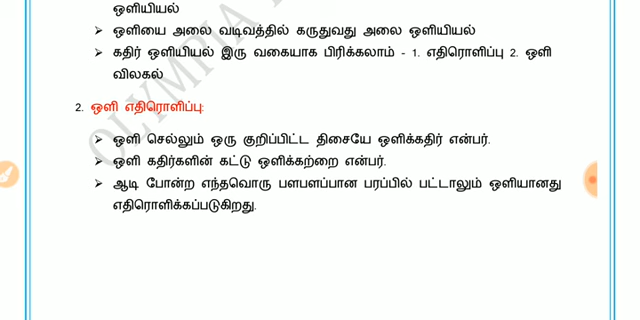 ஒளியியல்
➤ ஒளியை அலை வடிவத்தில் கருதுவது அலை ஒளியியல்
➤ கதிர் ஒளியியல் இரு வகையாக பிரிக்கலாம் - 1. எதிரொளிப்பு 2. ஒளி
விலகல்
2. ஒளி எதிரொளிப்பு:
➤ ஒளி செல்லும் ஒரு குறிப்பிட்ட திசையே ஒளிக்கதிர் என்பர்.
➤ ஒளி கதிர்களின் கட்டு ஒளிக்கற்றை என்பர்.
➤ ஆடி போன்ற எந்தவொரு பளபளப்பான பரப்பில் பட்டாலும் ஒளியானது
எதிரொளிக்கப்படுகிறது.
OLYMPIA